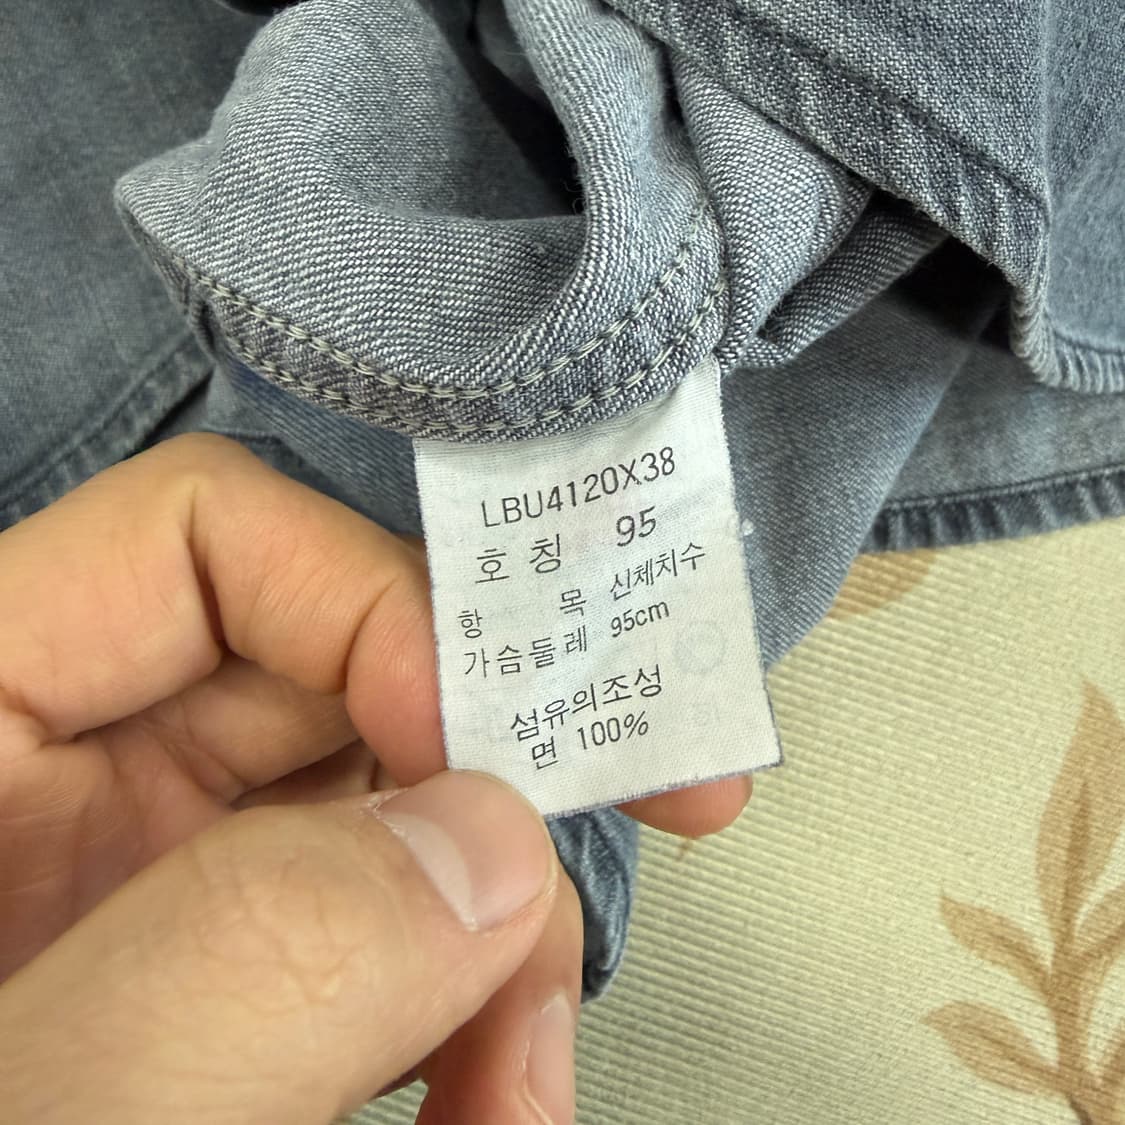 LBU4120X38
호 칭 95
항 목 신체치수
가슴둘레 95cm
섬유의조성
면 100%